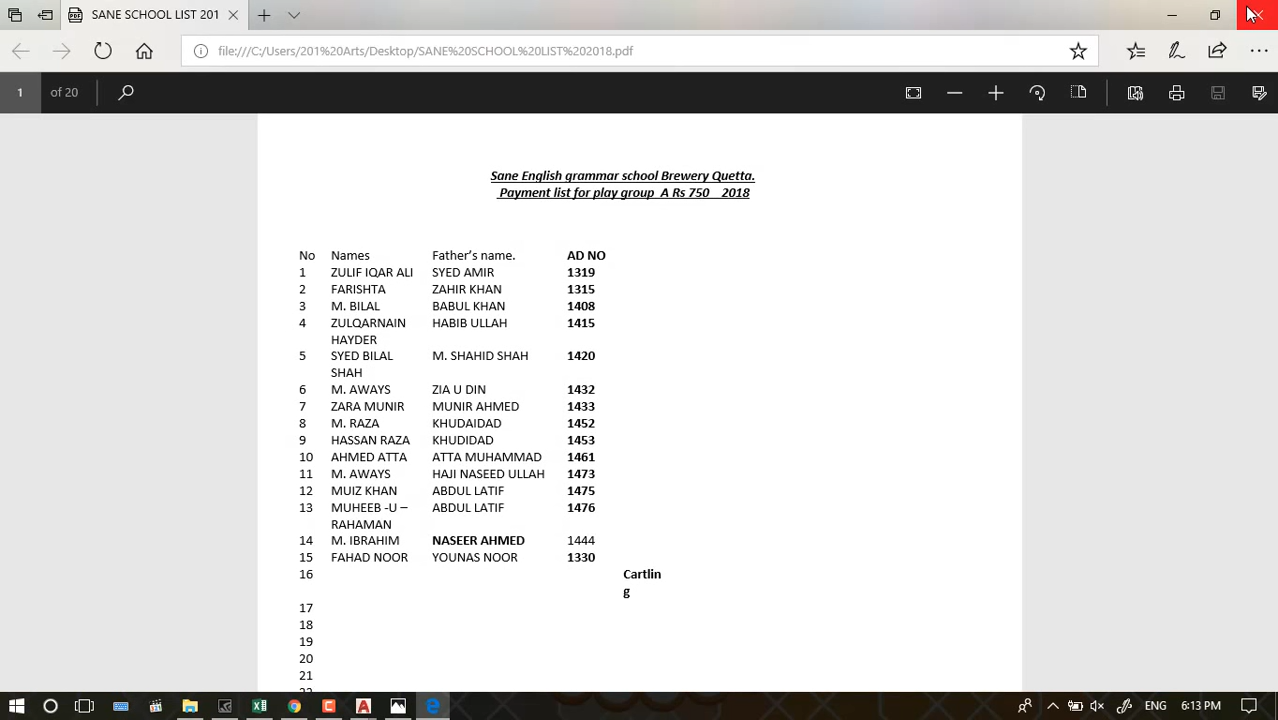 SANE SCHOOL LIST 201
file:///C:/Users/201%20Arts/Desktop/SANE%20SCHOOL%20LIST%202018.pdf
1 of 20
Sane English grammar school Brewery Quetta.
Payment list for play group A Rs 750 2018
No Names Father's name. AD NO
1 ZULIF IQAR ALI SYED AMIR 1319
2 FARISHTA ZAHIR KHAN 1315
3 M. BILAL BABUL KHAN 1408
4 ZULQARNAIN HABIB ULLAH 1415
HAYDER
5 SYED BILAL M. SHAHID SHAH 1420
SHAH
6 M. AWAYS ZIA U DIN 1432
7 ZARA MUNIR MUNIR AHMED 1433
8 M. RAZA KHUDAIDAD 1452
9 HASSAN RAZA KHUDIDAD 1453
10 AHMED ATTA ATTA MUHAMMAD 1461
11 M. AWAYS HAJI NASEED ULLAH 1473
12 MUIZ KHAN ABDUL LATIF 1475
13 MUHEEB -U – ABDUL LATIF 1476
RAHAMAN
14 M. IBRAHIM NASEER AHMED 1444
15 FAHAD NOOR YOUNAS NOOR 1330
16 Cartlin
g
17
18
19
20
21
22
ENG 6:13 PM